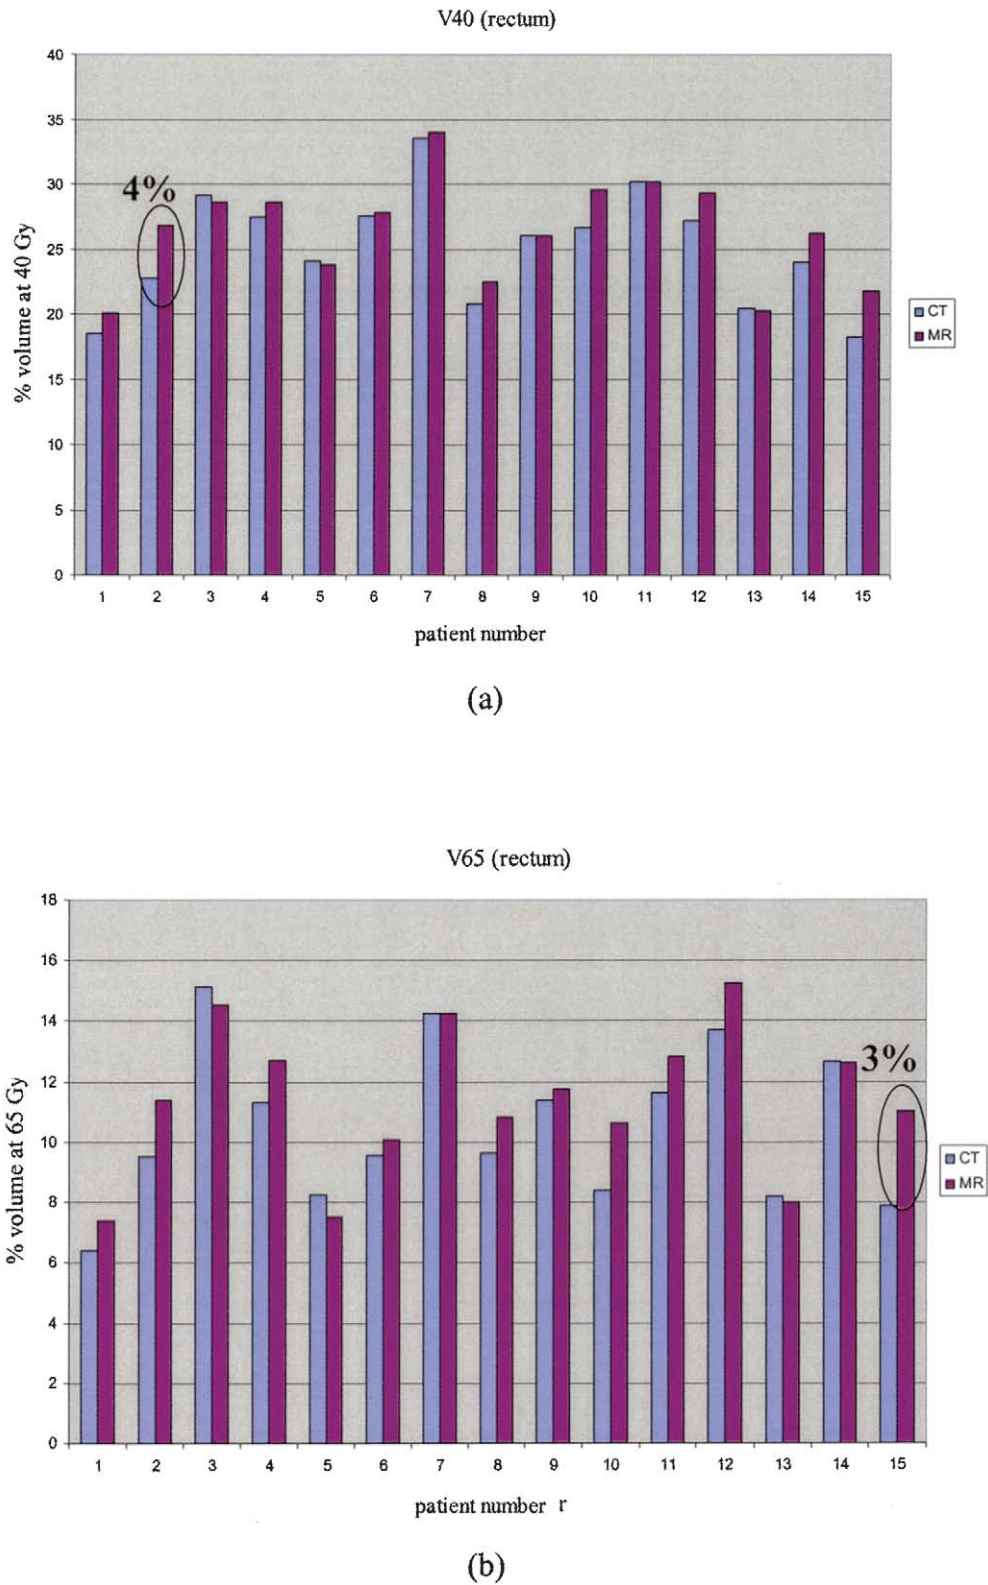 V40 (rectum)
40
35
30
25
20
15
10
5
0
4%
% volume at 40 Gy
CT
MR
1 2 3 4 5 6 7 8 9 10 11 12 13 14 15
patient number
(a)
V65 (rectum)
18
16
14
12
10
8
6
4
2
0
3%
% volume at 65 Gy
CT
MR
1 2 3 4 5 6 7 8 9 10 11 12 13 14 15
patient number r
(b)